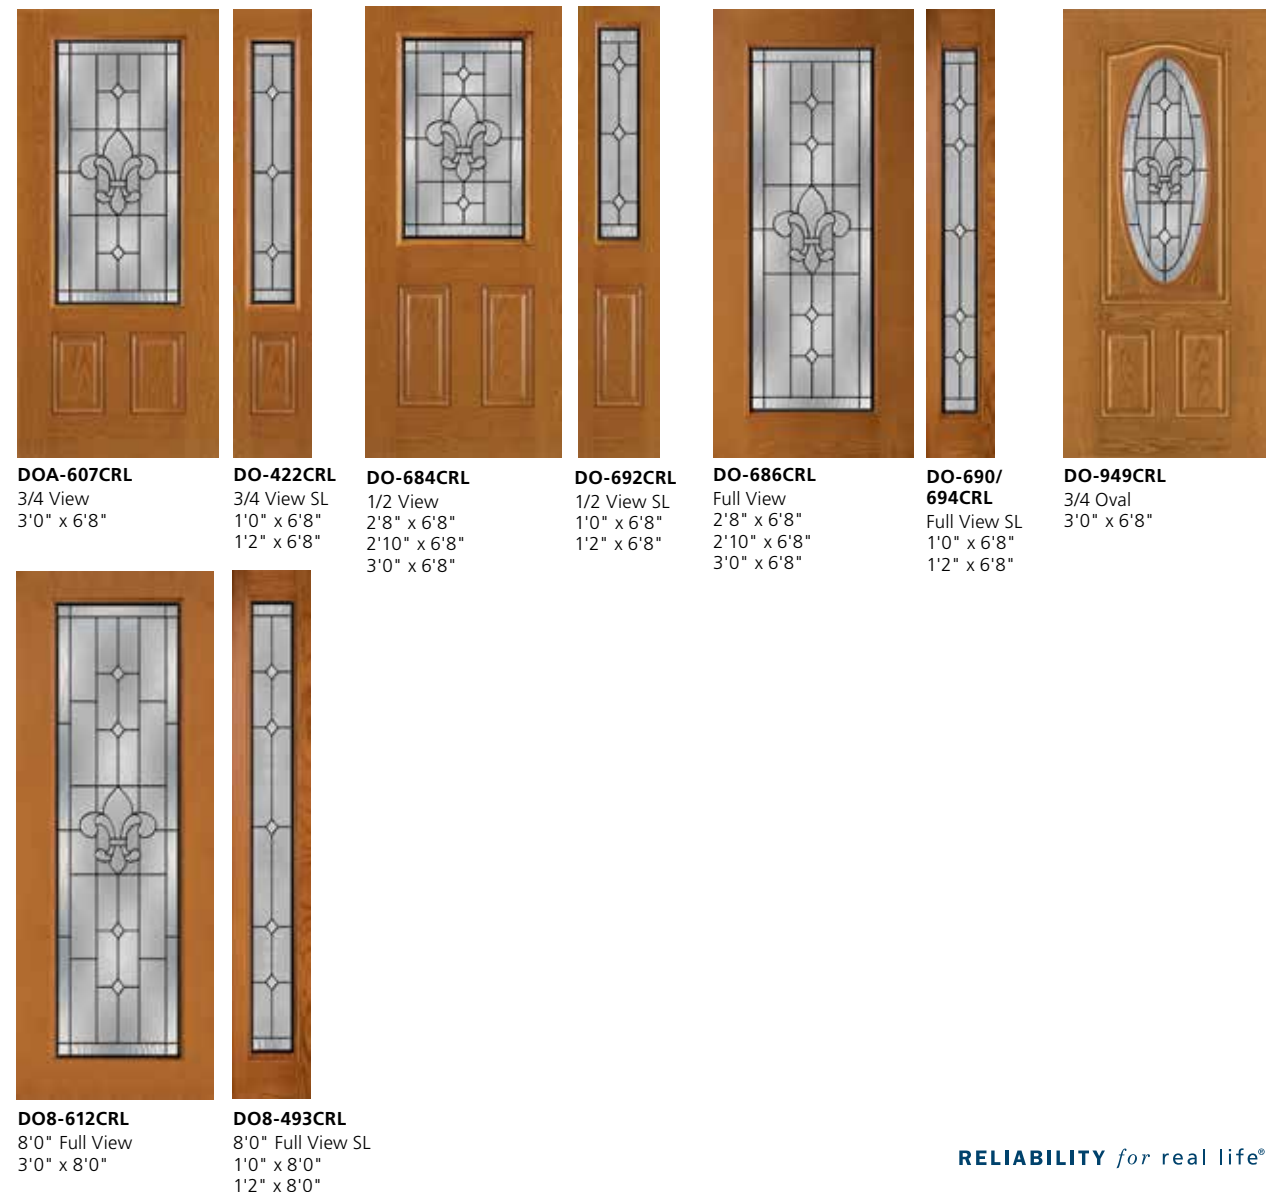 DOA-607CRL
3/4 View
3'0" x 6'8"
DO-422CRL
3/4 View SL
1'0" x 6'8"
1'2" x 6'8"
DO-684CRL
1/2 View
2'8" x 6'8"
2'10" x 6'8"
3'0" x 6'8"
DO-692CRL
1/2 View SL
1'0" x 6'8"
1'2" x 6'8"
DO-686CRL
Full View
2'8" x 6'8"
2'10" x 6'8"
3'0" x 6'8"
DO-690/
694CRL
Full View SL
1'0" x 6'8"
1'2" x 6'8"
DO-949CRL
3/4 Oval
3'0" x 6'8"
DO8-612CRL
8'0" Full View
3'0" x 8'0"
DO8-493CRL
8'0" Full View SL
1'0" x 8'0"
1'2" x 8'0"
RELIABILITY for real life®